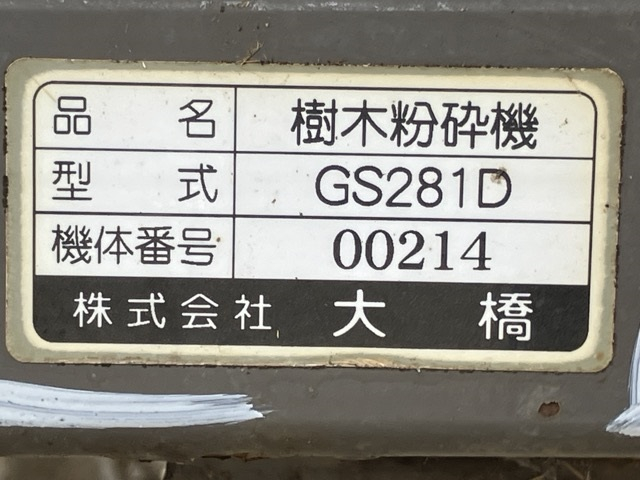 品名 樹木粉砕機
型式 GS281D
機体番号 00214
株式会社 大橋